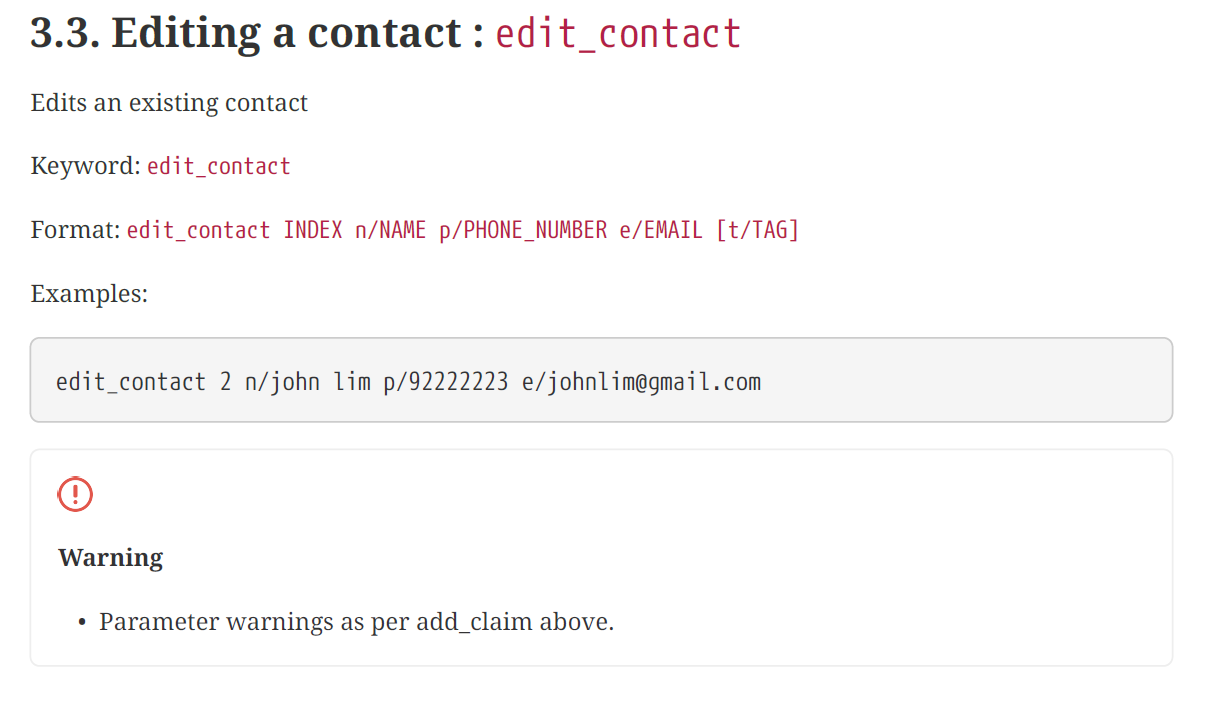 3.3. Editing a contact : edit_contact
Edits an existing contact
Keyword: edit_contact
Format: edit_contact INDEX n/NAME p/PHONE_NUMBER e/EMAIL [t/TAG]
Examples:
edit_contact 2 n/john lim p/92222223 e/johnlim@gmail.com
Warning
• Parameter warnings as per add_claim above.